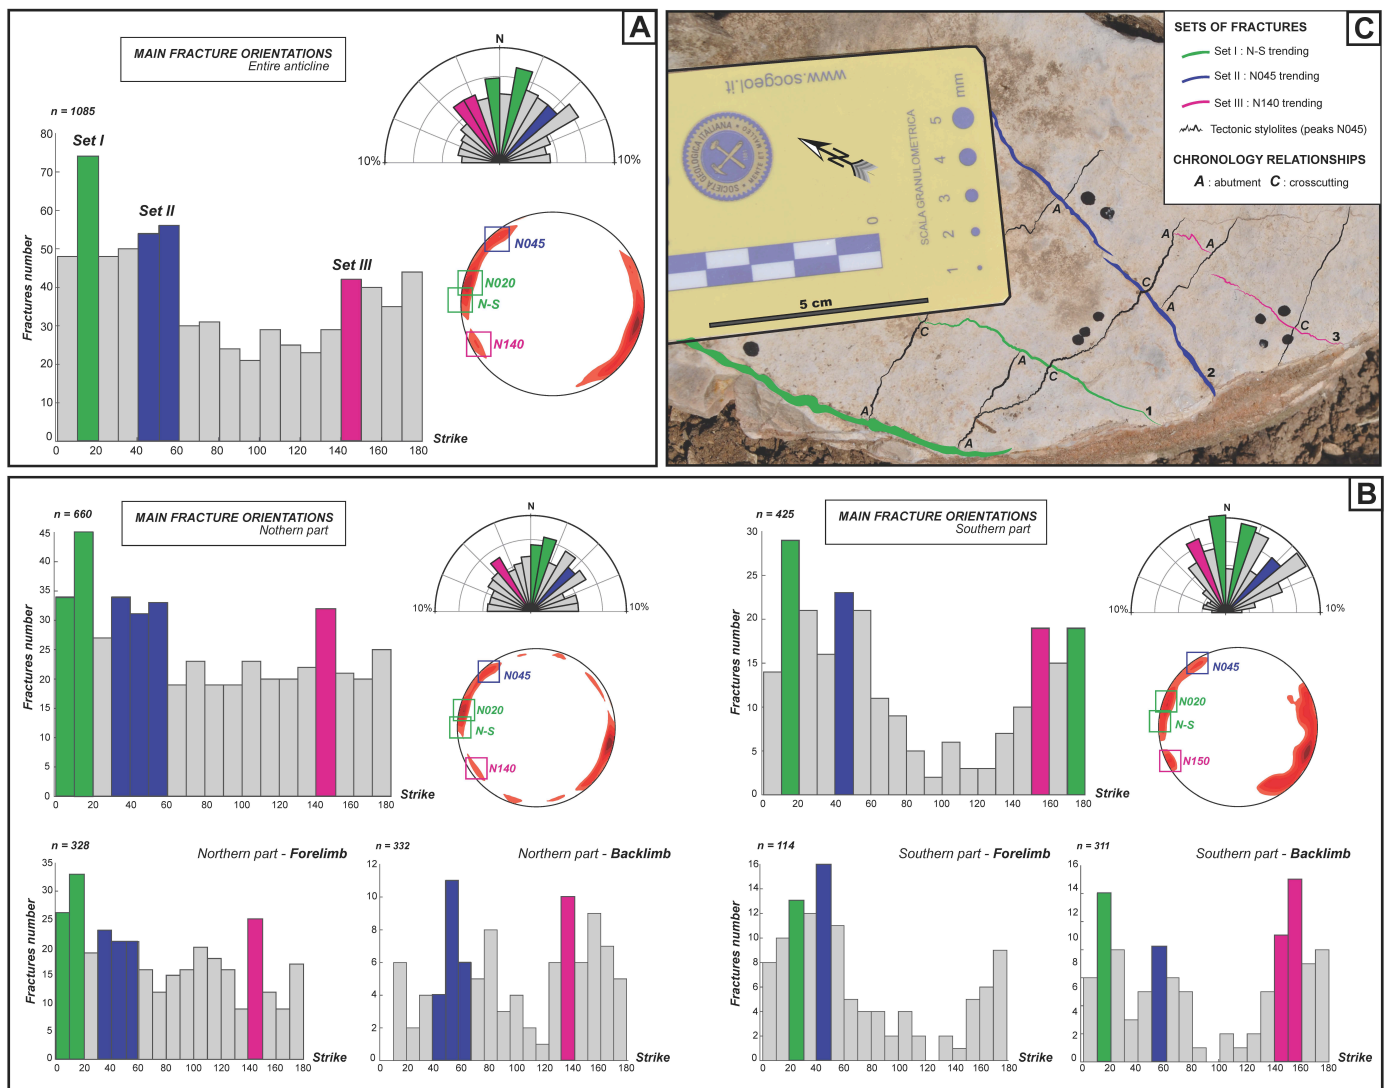 A
MAIN FRACTURE ORIENTATIONS
Entire anticline
n = 1085
Fractures number
80
70
60
50
40
30
20
10
0
Set I
Set II
Set III
0 20 40 60 80 100 120 140 160 180
Strike
N
10% 10%
N045
N020
N-S
N140
C
www.socgeol.it
SOCIETÀ GEOLOGICA ITALIANA
MENTE ET MALLEO
N
SCALA GRANULOMETRICA
mm
5
4
3
2
1
0
5 cm
SETS OF FRACTURES
Set I : N-S trending
Set II : N045 trending
Set III : N140 trending
Tectonic stylolites (peaks N045)
CHRONOLOGY RELATIONSHIPS
A : abutment C : crosscutting
A
A A
C
A
C
3
C
A
C
2
A
1
A
B
n = 660
MAIN FRACTURE ORIENTATIONS
Nothern part
Fractures number
45
35
30
25
20
15
10
5
0
0 20 40 60 80 100 120 140 160 180
Strike
N
10% 10%
N045
N020
N-S
N140
n = 425
MAIN FRACTURE ORIENTATIONS
Southern part
Fractures number
30
25
20
15
10
5
0
0 20 40 60 80 100 120 140 160 180
Strike
N
10% 10%
N045
N020
N-S
N150
n = 328
Northern part - Forelimb
Fractures number
35
30
25
20
15
10
5
0
0 20 40 60 80 100 120 140 160 180
Strike
n = 332
Northern part - Backlimb
12
10
8
6
4
2
0
0 20 40 60 80 100 120 140 160 180
Strike
n = 114
Southern part - Forelimb
Fractures number
16
14
12
10
8
6
4
2
0
0 20 40 60 80 100 120 140 160 180
Strike
n = 311
Southern part - Backlimb
16
14
12
10
8
6
4
2
0
0 20 40 60 80 100 120 140 160 180
Strike